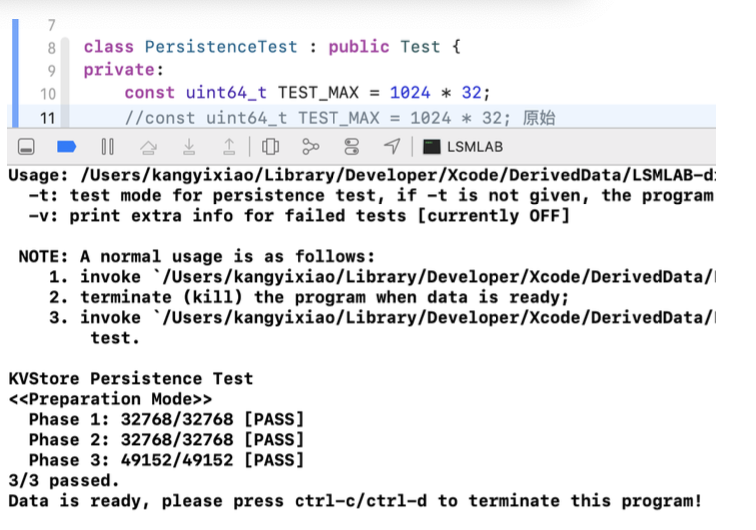 7
8 class PersistenceTest : public Test {
9 private:
10 const uint64_t TEST_MAX = 1024 * 32;
11 //const uint64_t TEST_MAX = 1024 * 32; 原始
LSMLAB
Usage: /Users/kangyixiao/Library/Developer/Xcode/DerivedData/LSMLAB-d
-t: test mode for persistence test, if -t is not given, the program
-v: print extra info for failed tests [currently OFF]
NOTE: A normal usage is as follows:
1. invoke `/Users/kangyixiao/Library/Developer/Xcode/DerivedData/
2. terminate (kill) the program when data is ready;
3. invoke `/Users/kangyixiao/Library/Developer/Xcode/DerivedData/
test.
KVStore Persistence Test
<<Preparation Mode>>
Phase 1: 32768/32768 [PASS]
Phase 2: 32768/32768 [PASS]
Phase 3: 49152/49152 [PASS]
3/3 passed.
Data is ready, please press ctrl-c/ctrl-d to terminate this program!